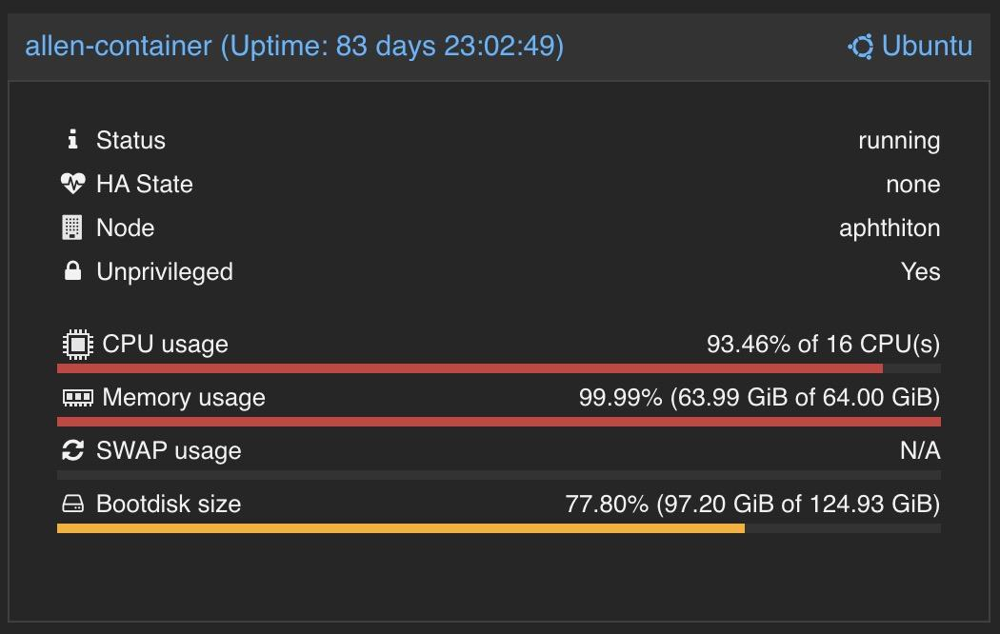 allen-container (Uptime: 83 days 23:02:49) Ubuntu
Status running
HA State none
Node aphthiton
Unprivileged Yes
CPU usage 93.46% of 16 CPU(s)
Memory usage 99.99% (63.99 GiB of 64.00 GiB)
SWAP usage N/A
Bootdisk size 77.80% (97.20 GiB of 124.93 GiB)